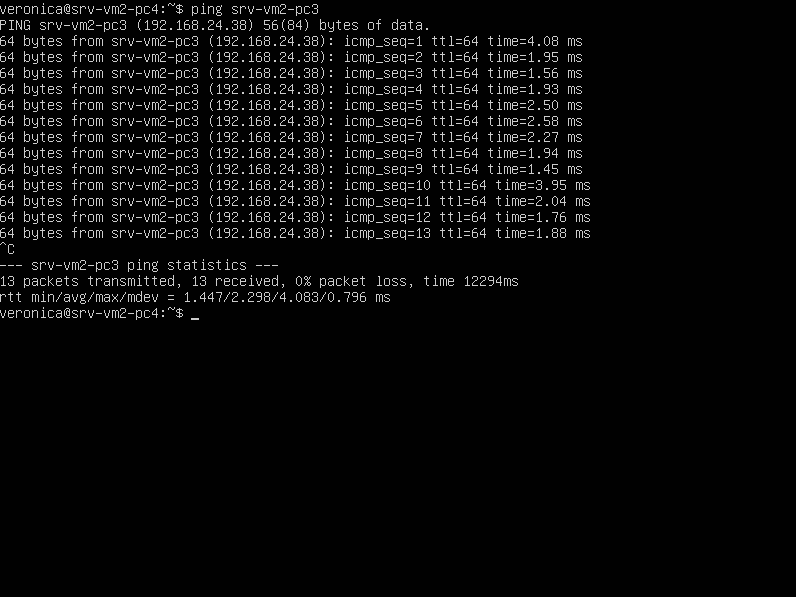 veronica@srv-vm2-pc4:~$ ping srv-vm2-pc3
PING srv-vm2-pc3 (192.168.24.38) 56(84) bytes of data.
64 bytes from srv-vm2-pc3 (192.168.24.38): icmp_seq=1 ttl=64 time=4.08 ms
64 bytes from srv-vm2-pc3 (192.168.24.38): icmp_seq=2 ttl=64 time=1.95 ms
64 bytes from srv-vm2-pc3 (192.168.24.38): icmp_seq=3 ttl=64 time=1.56 ms
64 bytes from srv-vm2-pc3 (192.168.24.38): icmp_seq=4 ttl=64 time=1.93 ms
64 bytes from srv-vm2-pc3 (192.168.24.38): icmp_seq=5 ttl=64 time=2.50 ms
64 bytes from srv-vm2-pc3 (192.168.24.38): icmp_seq=6 ttl=64 time=2.58 ms
64 bytes from srv-vm2-pc3 (192.168.24.38): icmp_seq=7 ttl=64 time=2.27 ms
64 bytes from srv-vm2-pc3 (192.168.24.38): icmp_seq=8 ttl=64 time=1.94 ms
64 bytes from srv-vm2-pc3 (192.168.24.38): icmp_seq=9 ttl=64 time=1.45 ms
64 bytes from srv-vm2-pc3 (192.168.24.38): icmp_seq=10 ttl=64 time=3.95 ms
64 bytes from srv-vm2-pc3 (192.168.24.38): icmp_seq=11 ttl=64 time=2.04 ms
64 bytes from srv-vm2-pc3 (192.168.24.38): icmp_seq=12 ttl=64 time=1.76 ms
64 bytes from srv-vm2-pc3 (192.168.24.38): icmp_seq=13 ttl=64 time=1.88 ms
^C
--- srv-vm2-pc3 ping statistics ---
13 packets transmitted, 13 received, 0% packet loss, time 12294ms
rtt min/avg/max/mdev = 1.447/2.298/4.083/0.796 ms
veronica@srv-vm2-pc4:~$ _